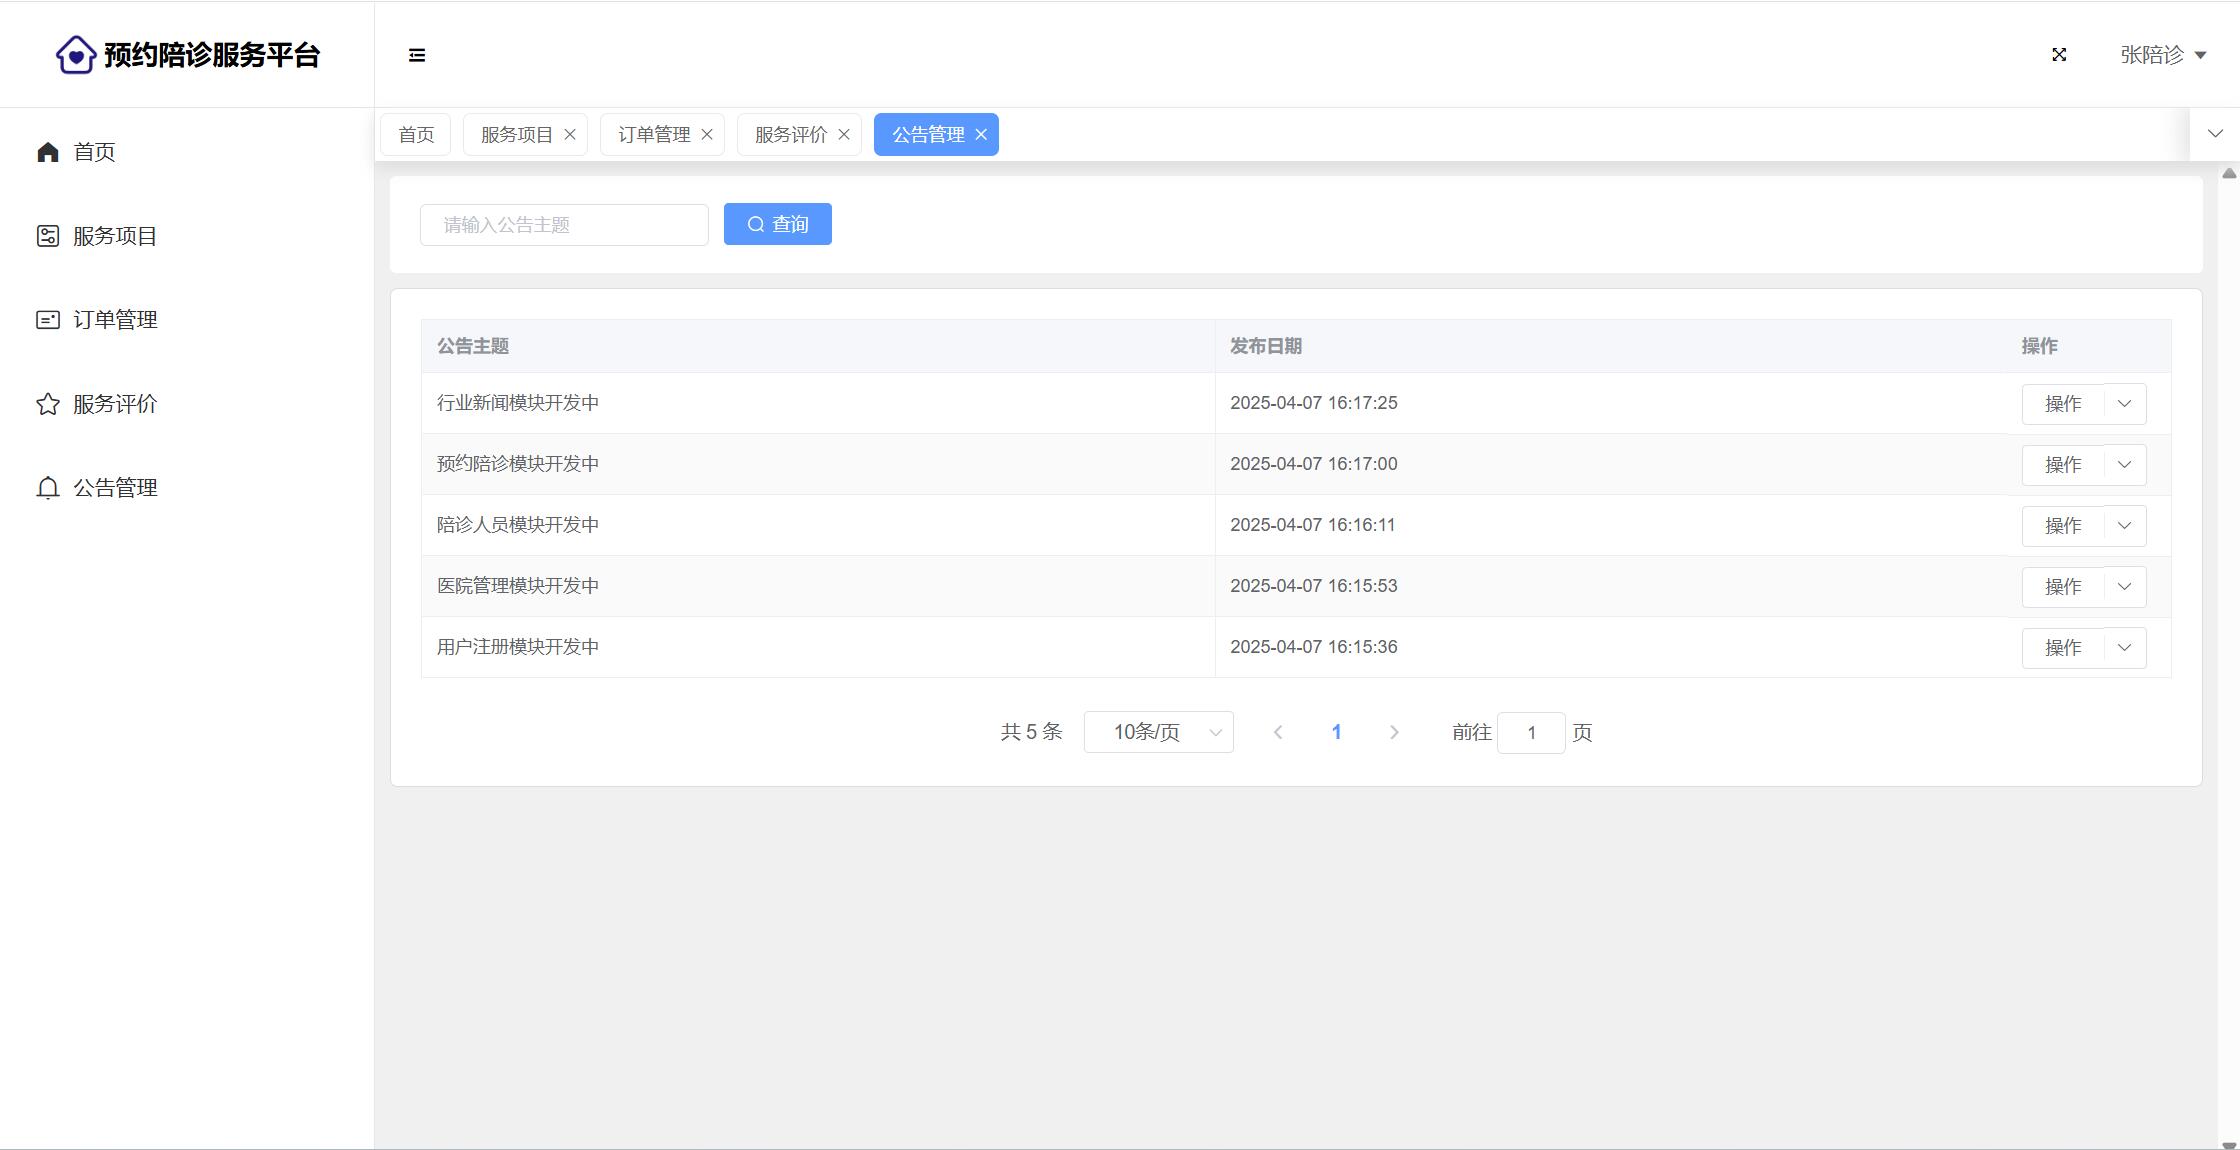 预约陪诊服务平台
张陪诊
首页
服务项目
订单管理
服务评价
公告管理
首页 服务项目 订单管理 服务评价 公告管理
请输入公告主题 查询
公告主题 发布日期 操作
行业新闻模块开发中 2025-04-07 16:17:25 操作
预约陪诊模块开发中 2025-04-07 16:17:00 操作
陪诊人员模块开发中 2025-04-07 16:16:11 操作
医院管理模块开发中 2025-04-07 16:15:53 操作
用户注册模块开发中 2025-04-07 16:15:36 操作
共 5 条 10条/页 1 前往 1 页